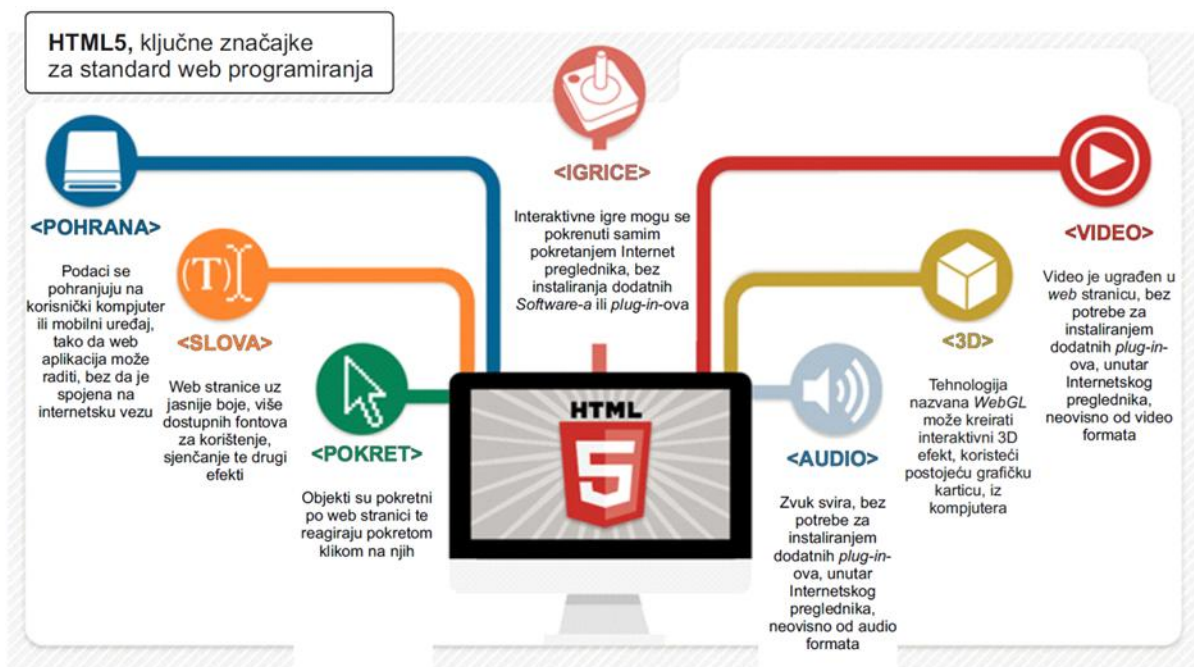 HTML5, ključne značajke
za standard web programiranja
<IGRICE>
Interaktivne igre mogu se
pokrenuti samim
pokretanjem Internet
preglednika, bez
instaliranja dodatnih
Software-a ili plug-in-ova
<POHRANA>
Podaci se
pohranjuju na
korisnički kompjuter
ili mobilni uređaj,
tako da web
aplikacija može
raditi, bez da je
spojena na
internetsku vezu
(T)
<SLOVA>
Web stranice uz
jasnije boje, više
dostupnih fontova
za korištenje,
sjenčanje te drugi
efekti
<POKRET>
Objekti su pokretni
po web stranici te
reagiraju pokretom
klikom na njih
HTML
5
<AUDIO>
Zvuk svira, bez
potrebe za
instaliranjem
dodatnih plug-in-
ova, unutar
Internetskog
preglednika,
neovisno od audio
formata
<3D>
Tehnologija
nazvana WebGL
može kreirati
interaktivni 3D
efekt, koristeći
postojeću grafičku
karticu, iz
kompjutera
<VIDEO>
Video je ugrađen u
web stranicu, bez
potrebe za
instaliranjem
dodatnih plug-in-
ova, unutar
Internetskog
preglednika,
neovisno od video
formata